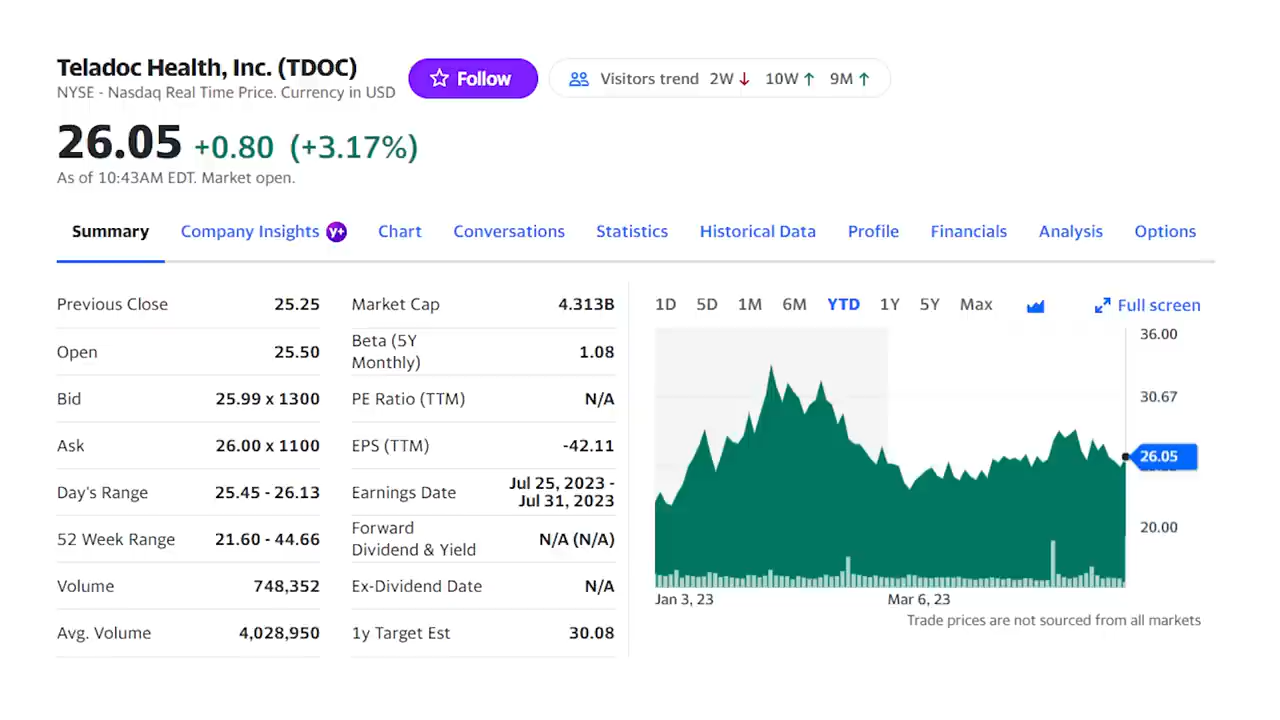 Teladoc Health, Inc. (TDOC)
NYSE - Nasdaq Real Time Price. Currency in USD
Follow
Visitors trend 2W ↓ 10W ↑ 9M ↑
26.05 +0.80 (+3.17%)
As of 10:43AM EDT. Market open.
Summary Company Insights Y+ Chart Conversations Statistics Historical Data Profile Financials Analysis Options
Previous Close 25.25
Open 25.50
Bid 25.99 x 1300
Ask 26.00 x 1100
Day's Range 25.45 - 26.13
52 Week Range 21.60 - 44.66
Volume 748,352
Avg. Volume 4,028,950
Market Cap 4.313B
Beta (5Y
Monthly) 1.08
PE Ratio (TTM) N/A
EPS (TTM) -42.11
Earnings Date Jul 25, 2023 -
Jul 31, 2023
Forward
Dividend & Yield N/A (N/A)
Ex-Dividend Date N/A
1y Target Est 30.08
1D 5D 1M 6M YTD 1Y 5Y Max Full screen
36.00
30.67
26.05
20.00
Jan 3, 23 Mar 6, 23
Trade prices are not sourced from all markets